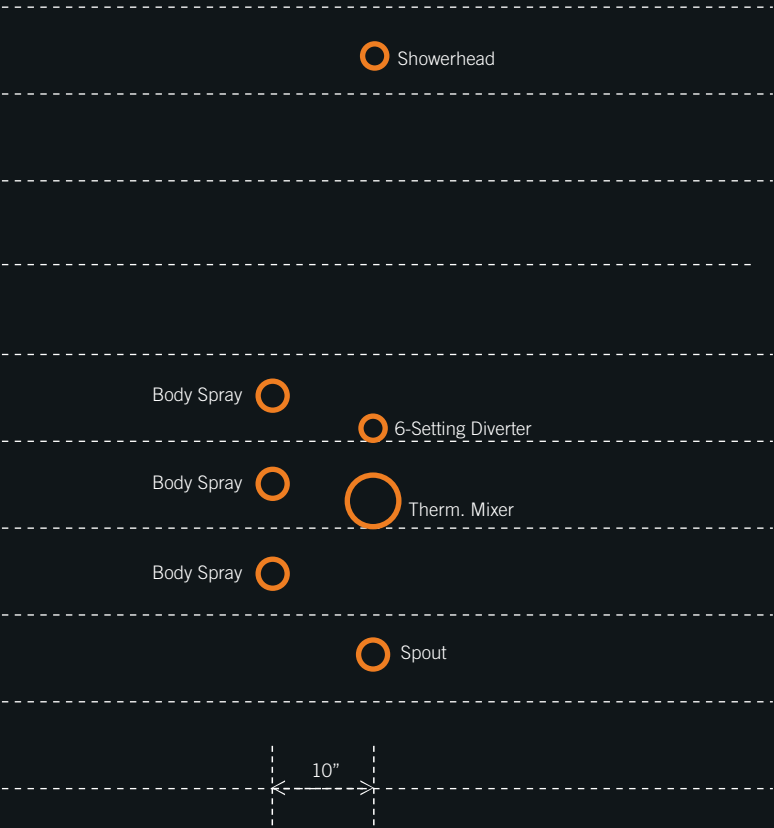 Showerhead
Body Spray
6-Setting Diverter
Body Spray
Therm. Mixer
Body Spray
Spout
10”